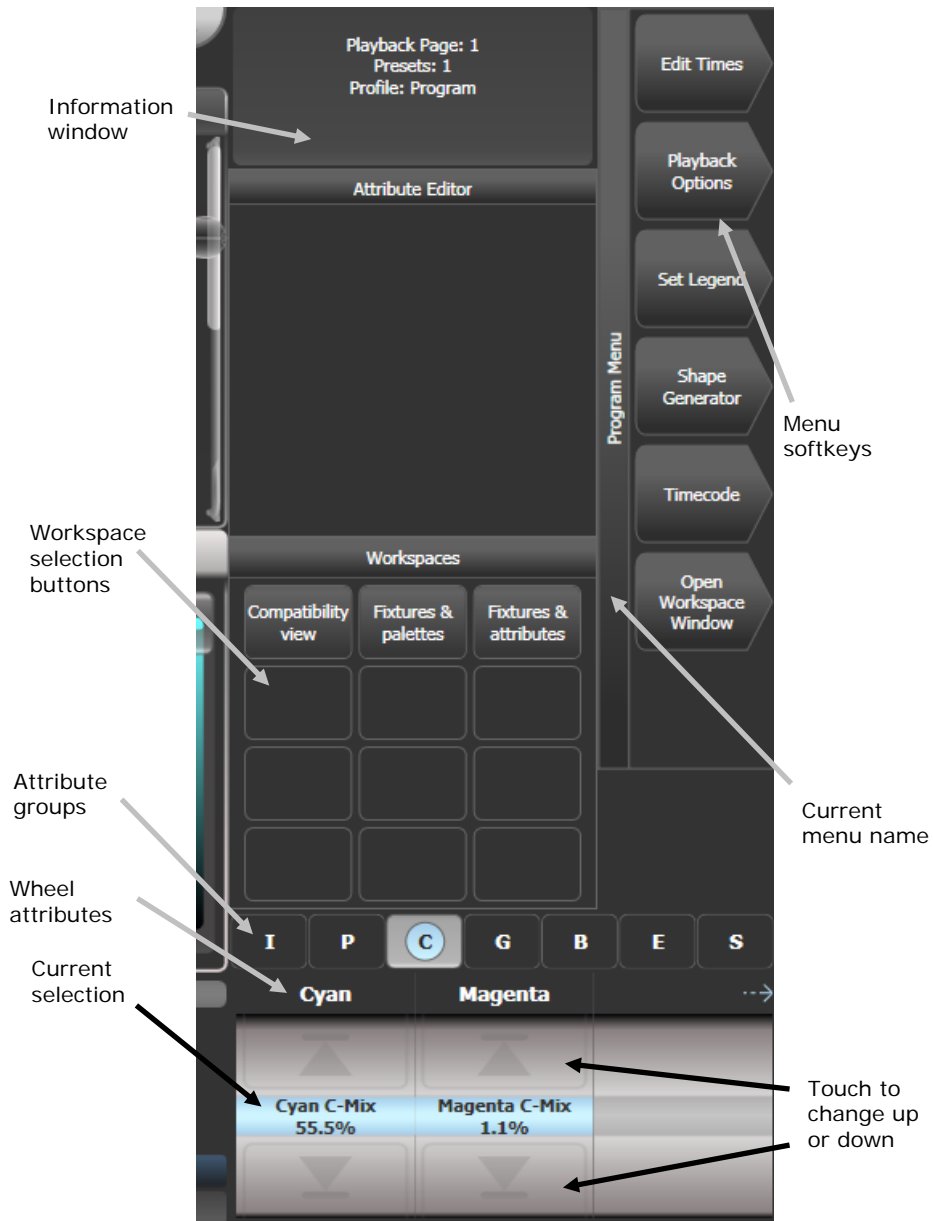 Playback Page: 1
Presets: 1
Profile: Program
Edit Times
Information
window
Playback
Options
Attribute Editor
Set Legend
Program Menu
Shape
Generator
Menu
softkeys
Timecode
Workspace
selection
buttons
Workspaces
Open
Workspace
Window
Compatibility
view
Fixtures &
palettes
Fixtures &
attributes
Attribute
groups
Current
menu name
Wheel
attributes
I P C G B E S
Current
selection
Cyan Magenta
Cyan C-Mix
55.5%
Magenta C-Mix
1.1%
Touch to
change up
or down